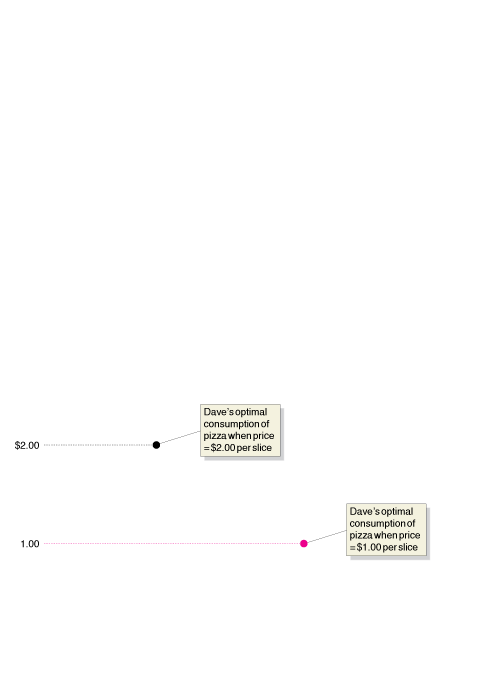 Dave's optimal
consumption of
pizza when price
= $2.00 per slice
$2.00
Dave's optimal
consumption of
pizza when price
= $1.00 per slice
1.00